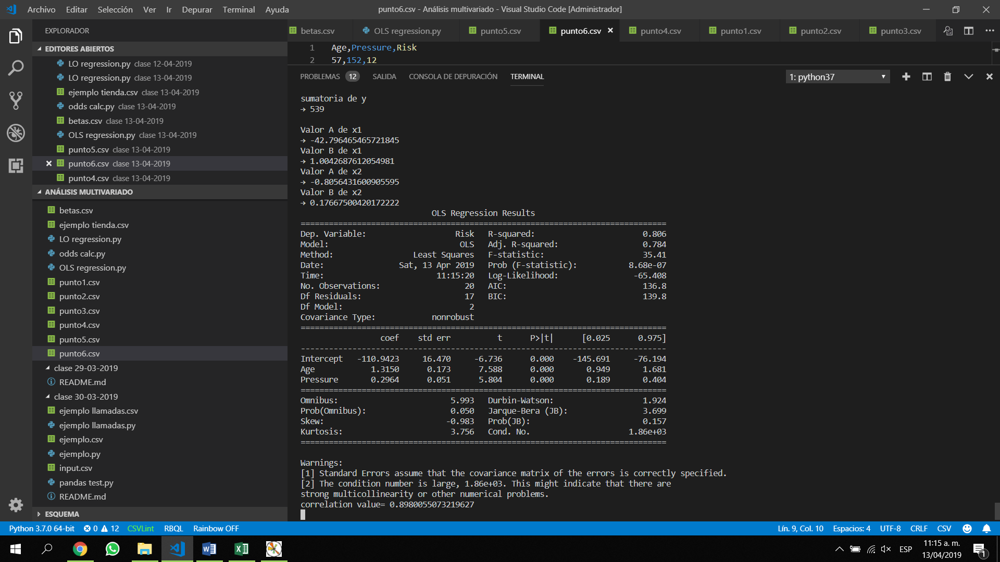 Archivo Editar Selección Ver Ir Depurar Terminal Ayuda
punto6.csv - Análisis multivariado - Visual Studio Code [Administrador]
EXPLORADOR
EDITORES ABIERTOS
LO regression.py clase 12-04-2019
LO regression.py clase 13-04-2019
ejemplo tienda.csv clase 13-04-2019
odds calc.py clase 13-04-2019
betas.csv clase 13-04-2019
OLS regression.py clase 13-04-2019
punto5.csv clase 13-04-2019
punto6.csv clase 13-04-2019
punto4.csv clase 13-04-2019
ANÁLISIS MULTIVARIADO
betas.csv
ejemplo tienda.csv
LO regression.py
odds calc.py
OLS regression.py
punto1.csv
punto2.csv
punto3.csv
punto4.csv
punto5.csv
punto6.csv
clase 29-03-2019
README.md
clase 30-03-2019
ejemplo llamadas.csv
ejemplo llamadas.py
ejemplo.csv
ejemplo.py
input.csv
pandas test.py
README.md
ESQUEMA
betas.csv OLS regression.py punto5.csv punto6.csv punto4.csv punto1.csv punto2.csv punto3.csv
1 Age,Pressure,Risk
2 57,152,12
PROBLEMAS 12 SALIDA CONSOLA DE DEPURACIÓN TERMINAL 1: python37
sumatoria de y
→ 539
Valor A de x1
→ -42.796465465721845
Valor B de x1
→ 1.0042687612054981
Valor A de x2
→ -0.8056431600905595
Valor B de x2
→ 0.17667500420172222
OLS Regression Results
==============================================================================
Dep. Variable: Risk R-squared: 0.806
Model: OLS Adj. R-squared: 0.784
Method: Least Squares F-statistic: 35.41
Date: Sat, 13 Apr 2019 Prob (F-statistic): 8.68e-07
Time: 11:15:20 Log-Likelihood: -65.408
No. Observations: 20 AIC: 136.8
Df Residuals: 17 BIC: 139.8
Df Model: 2
Covariance Type: nonrobust
==============================================================================
coef std err t P>|t| [0.025 0.975]
------------------------------------------------------------------------------
Intercept -110.9423 16.470 -6.736 0.000 -145.691 -76.194
Age 1.3150 0.173 7.588 0.000 0.949 1.681
Pressure 0.2964 0.051 5.804 0.000 0.189 0.404
==============================================================================
Omnibus: 5.993 Durbin-Watson: 1.924
Prob(Omnibus): 0.050 Jarque-Bera (JB): 3.699
Skew: -0.983 Prob(JB): 0.157
Kurtosis: 3.756 Cond. No. 1.86e+03
==============================================================================
Warnings:
[1] Standard Errors assume that the covariance matrix of the errors is correctly specified.
[2] The condition number is large, 1.86e+03. This might indicate that there are
strong multicollinearity or other numerical problems.
correlation value= 0.8980055073219627
Python 3.7.0 64-bit 0 12 CSVLint RBQL Rainbow OFF Lín. 9, Col. 10 Espacios: 4 UTF-8 CRLF CSV
ESP
11:15 a. m.
13/04/2019
1